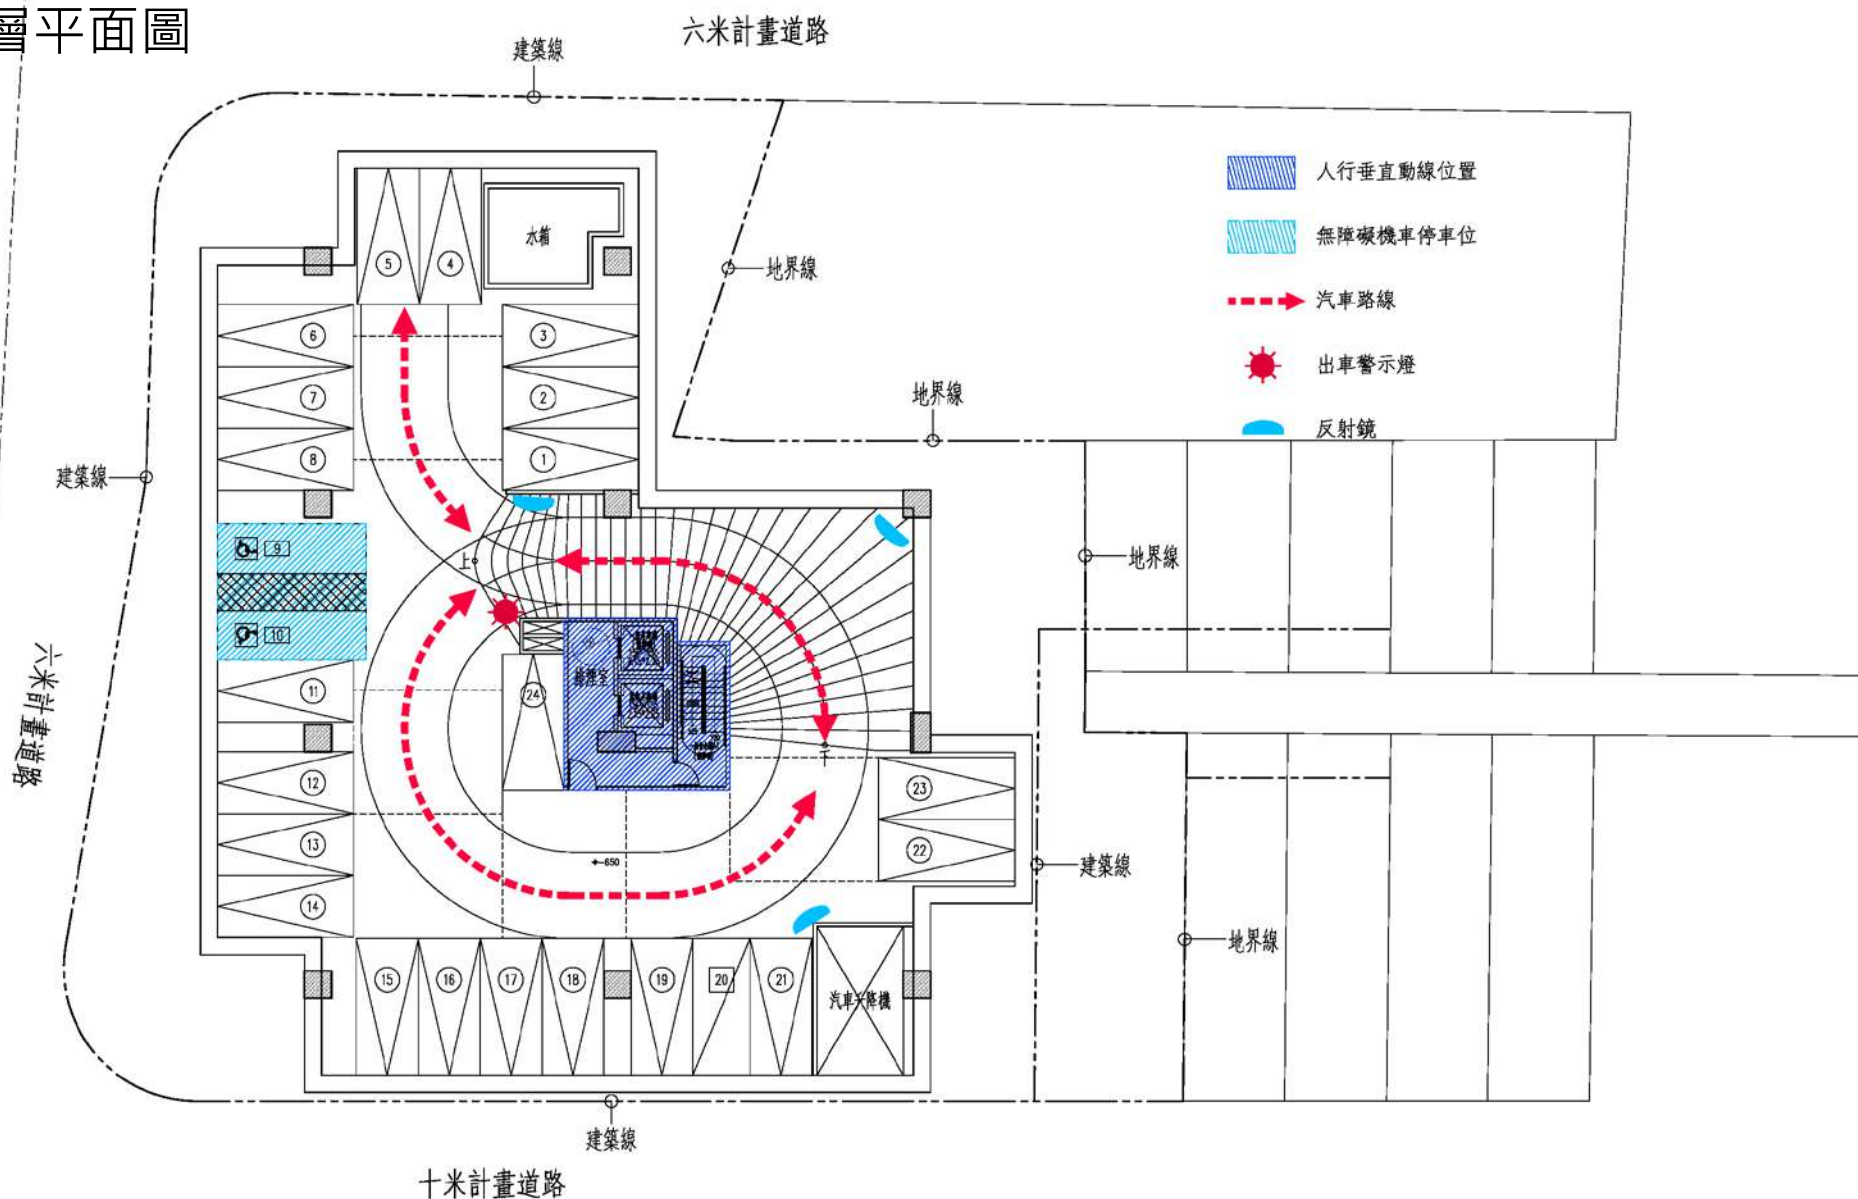 層平面圖
六米計畫道路
建築線
人行垂直動線位置
無障礙機車停車位
汽車路線
出車警示燈
反射鏡
地界線
地界線
水箱
5
4
6
3
7
2
8
1
建築線
地界線
上
9
10
六米計畫道路
11
24
排煙室
下
12
23
13
22
建築線
-650
14
地界線
15
16
17
18
19
20
21
汽車升降機
建築線
十米計畫道路